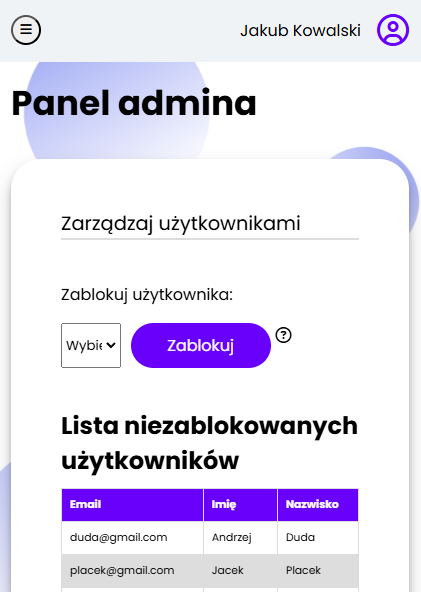 Jakub Kowalski
Panel admina
Zarządzaj użytkownikami
Zablokuj użytkownika:
Zablokuj
Lista niezablokowanych
użytkowników
Email Imię Nazwisko
duda@gmail.com Andrzej Duda
placek@gmail.com Jacek Placek